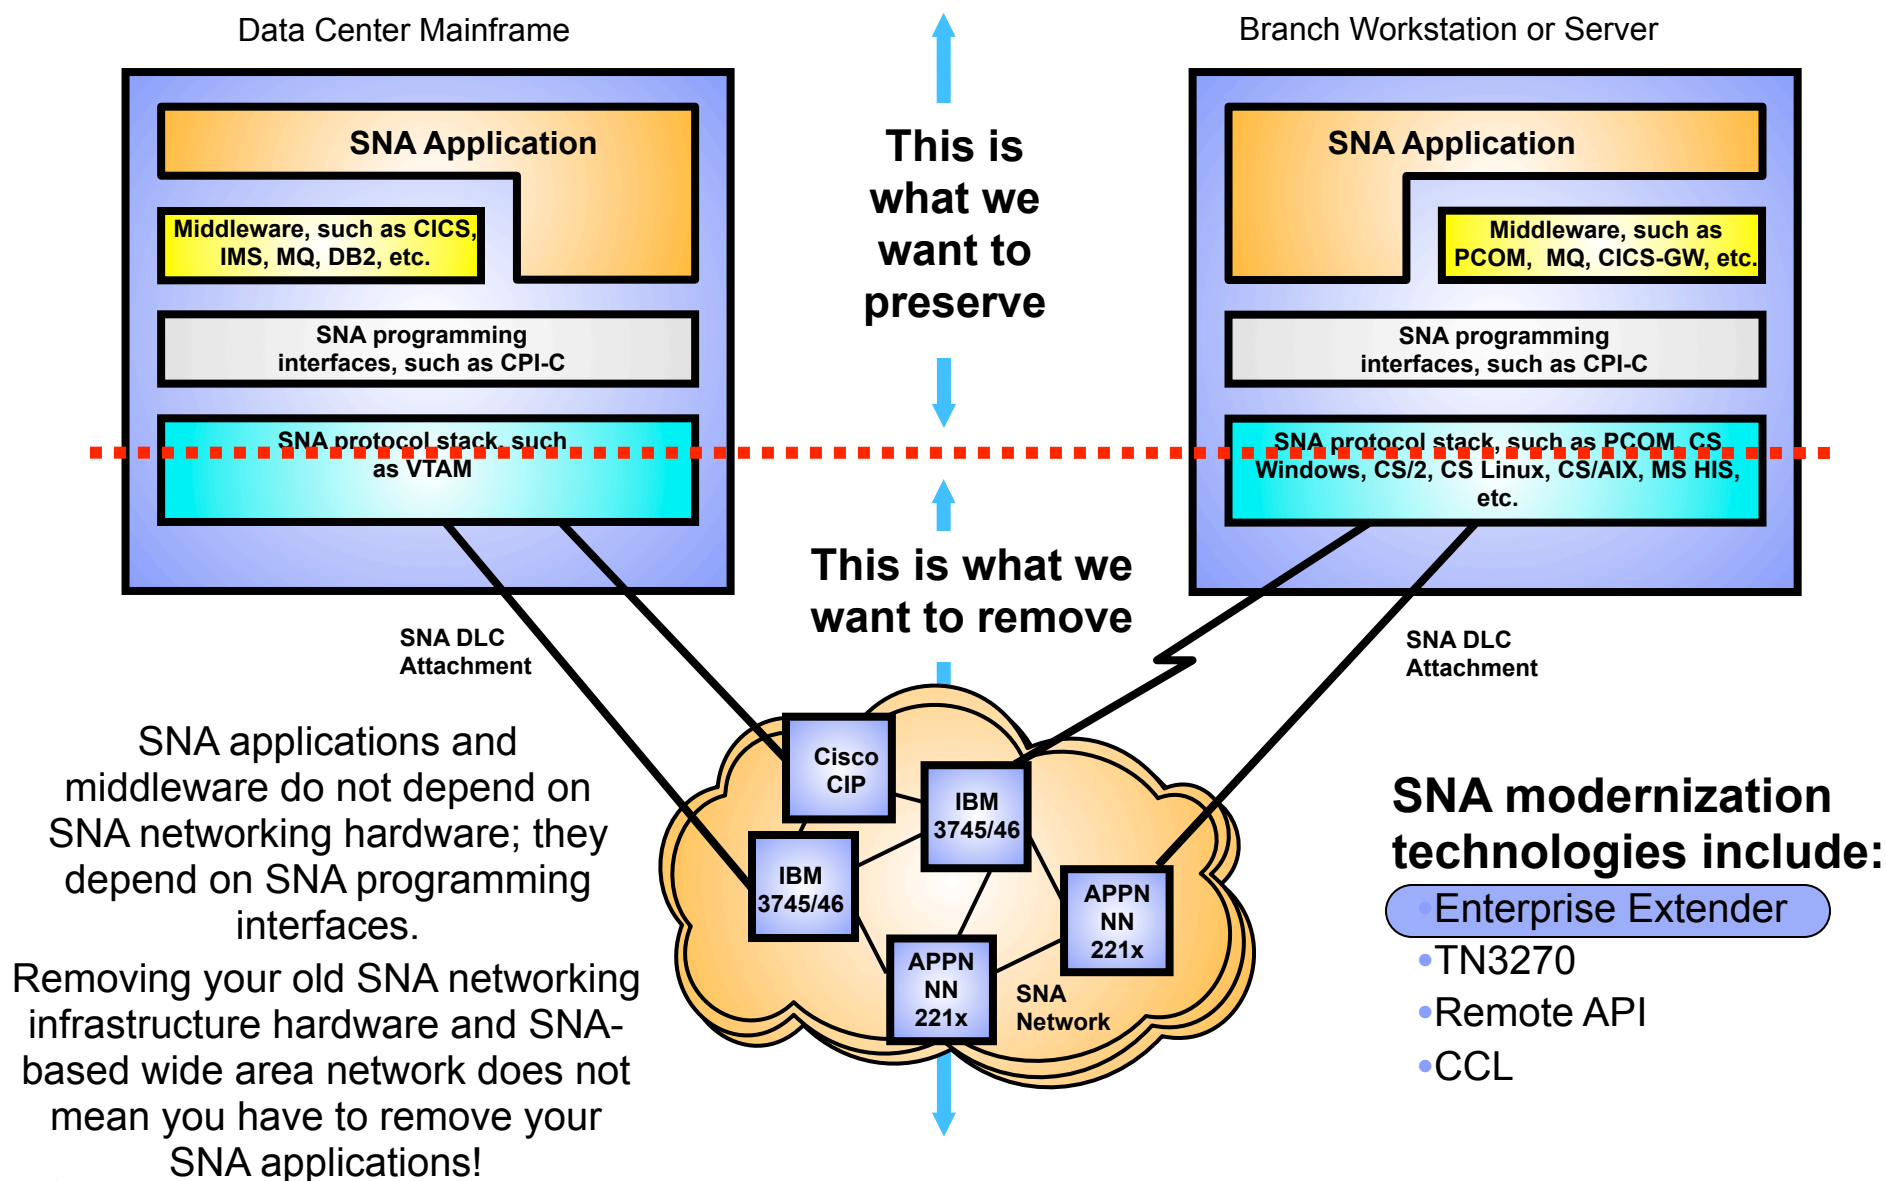 Data Center Mainframe
Branch Workstation or Server
SNA Application
Middleware, such as CICS,
IMS, MQ, DB2, etc.
SNA programming
interfaces, such as CPI-C
SNA protocol stack, such
as VTAM
This is
what we
want to
preserve
SNA Application
Middleware, such as
PCOM, MQ, CICS-GW, etc.
SNA programming
interfaces, such as CPI-C
SNA protocol stack, such as PCOM, CS
Windows, CS/2, CS Linux, CS/AIX, MS HIS,
etc.
This is what we
want to remove
SNA DLC
Attachment
SNA DLC
Attachment
SNA applications and
middleware do not depend on
SNA networking hardware; they
depend on SNA programming
interfaces.
Removing your old SNA networking
infrastructure hardware and SNA-
based wide area network does not
mean you have to remove your
SNA applications!
Cisco
CIP
IBM
3745/46
IBM
3745/46
APPN
NN
221x
APPN
NN
221x
SNA
Network
SNA modernization
technologies include:
•Enterprise Extender
•TN3270
•Remote API
•CCL